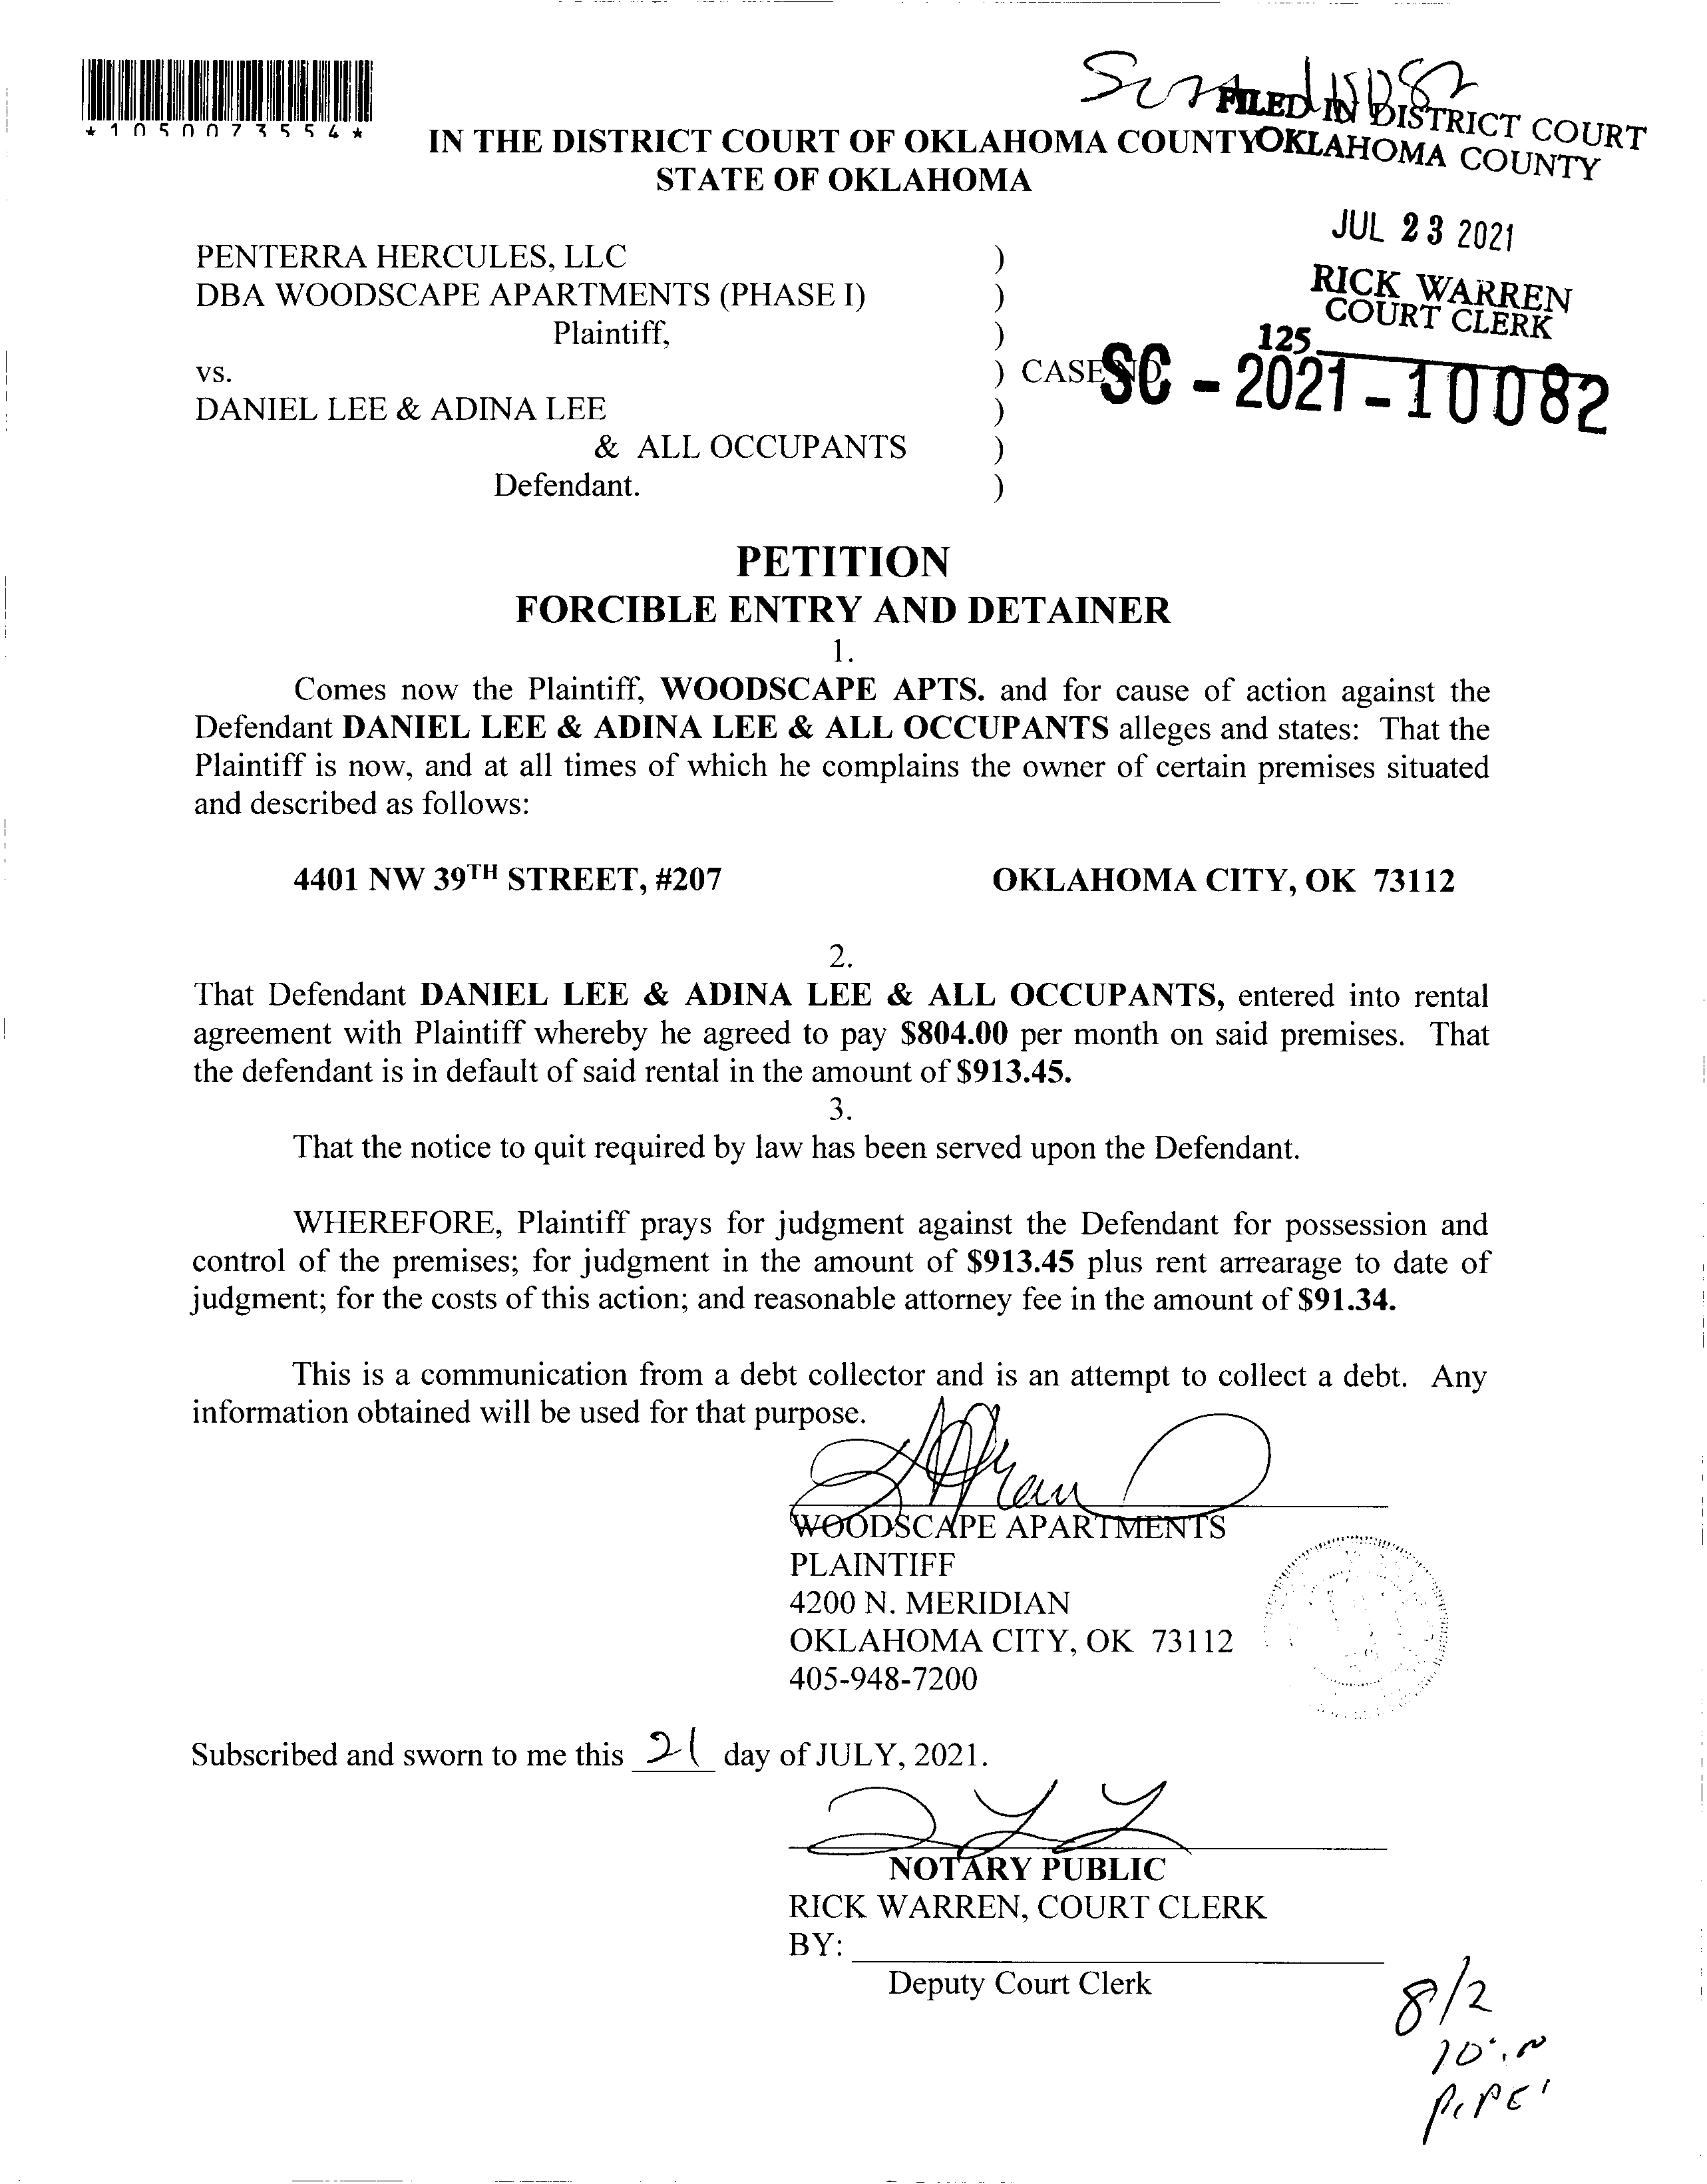 *1050073554*
FILED IN DISTRICT COURT
OKLAHOMA COUNTY
IN THE DISTRICT COURT OF OKLAHOMA COUNTY
STATE OF OKLAHOMA
JUL 23 2021
RICK WARREN
COURT CLERK
125
PENTERRA HERCULES, LLC )
DBA WOODSCAPE APARTMENTS (PHASE I) )
Plaintiff, )
vs. ) CASE NO. SC - 2021 - 10082
DANIEL LEE & ADINA LEE )
& ALL OCCUPANTS )
Defendant. )
PETITION
FORCIBLE ENTRY AND DETAINER
1.
Comes now the Plaintiff, WOODSCAPE APTS. and for cause of action against the
Defendant DANIEL LEE & ADINA LEE & ALL OCCUPANTS alleges and states: That the
Plaintiff is now, and at all times of which he complains the owner of certain premises situated
and described as follows:
4401 NW 39TH STREET, #207 OKLAHOMA CITY, OK 73112
2.
That Defendant DANIEL LEE & ADINA LEE & ALL OCCUPANTS, entered into rental
agreement with Plaintiff whereby he agreed to pay $804.00 per month on said premises. That
the defendant is in default of said rental in the amount of $913.45.
3.
That the notice to quit required by law has been served upon the Defendant.
WHEREFORE, Plaintiff prays for judgment against the Defendant for possession and
control of the premises; for judgment in the amount of $913.45 plus rent arrearage to date of
judgment; for the costs of this action; and reasonable attorney fee in the amount of $91.34.
This is a communication from a debt collector and is an attempt to collect a debt. Any
information obtained will be used for that purpose.
WOODSCAPE APARTMENTS
PLAINTIFF
4200 N. MERIDIAN
OKLAHOMA CITY, OK 73112
405-948-7200
Subscribed and sworn to me this 21 day of JULY, 2021.
NOTARY PUBLIC
RICK WARREN, COURT CLERK
BY:
Deputy Court Clerk
8/2